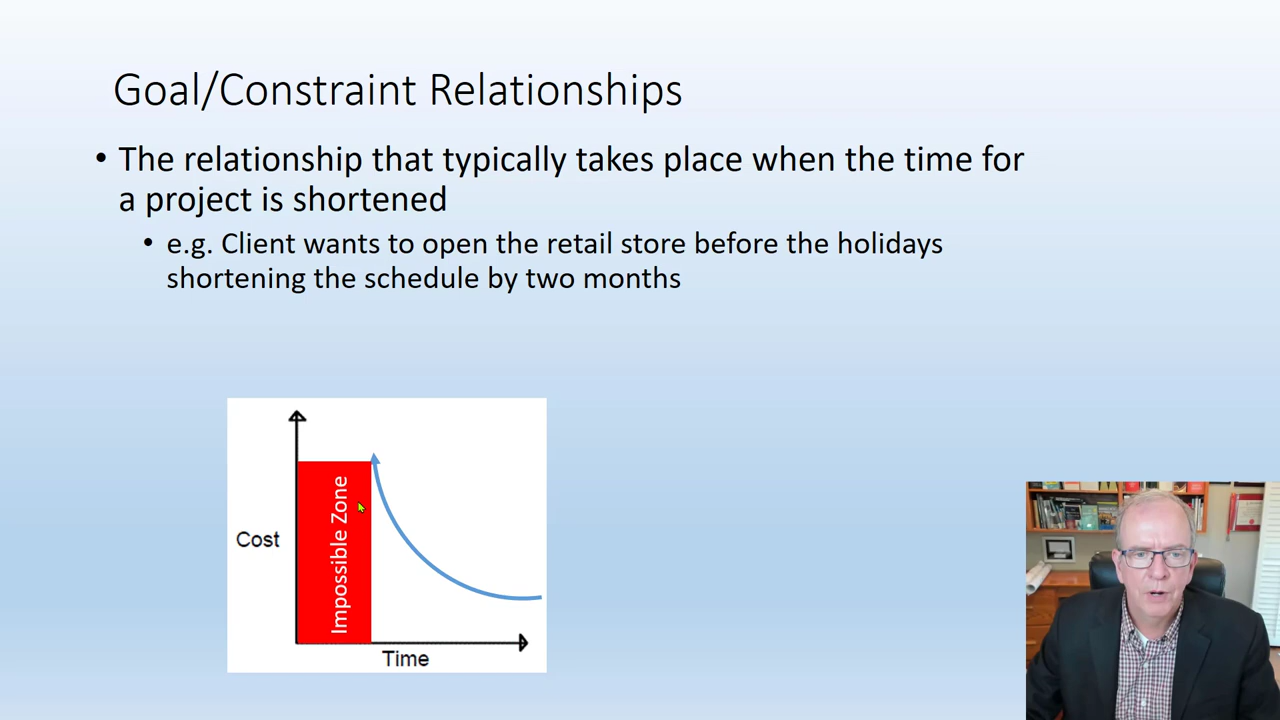 Goal/Constraint Relationships
• The relationship that typically takes place when the time for
a project is shortened
• e.g. Client wants to open the retail store before the holidays
shortening the schedule by two months
Cost
Impossible Zone
Time